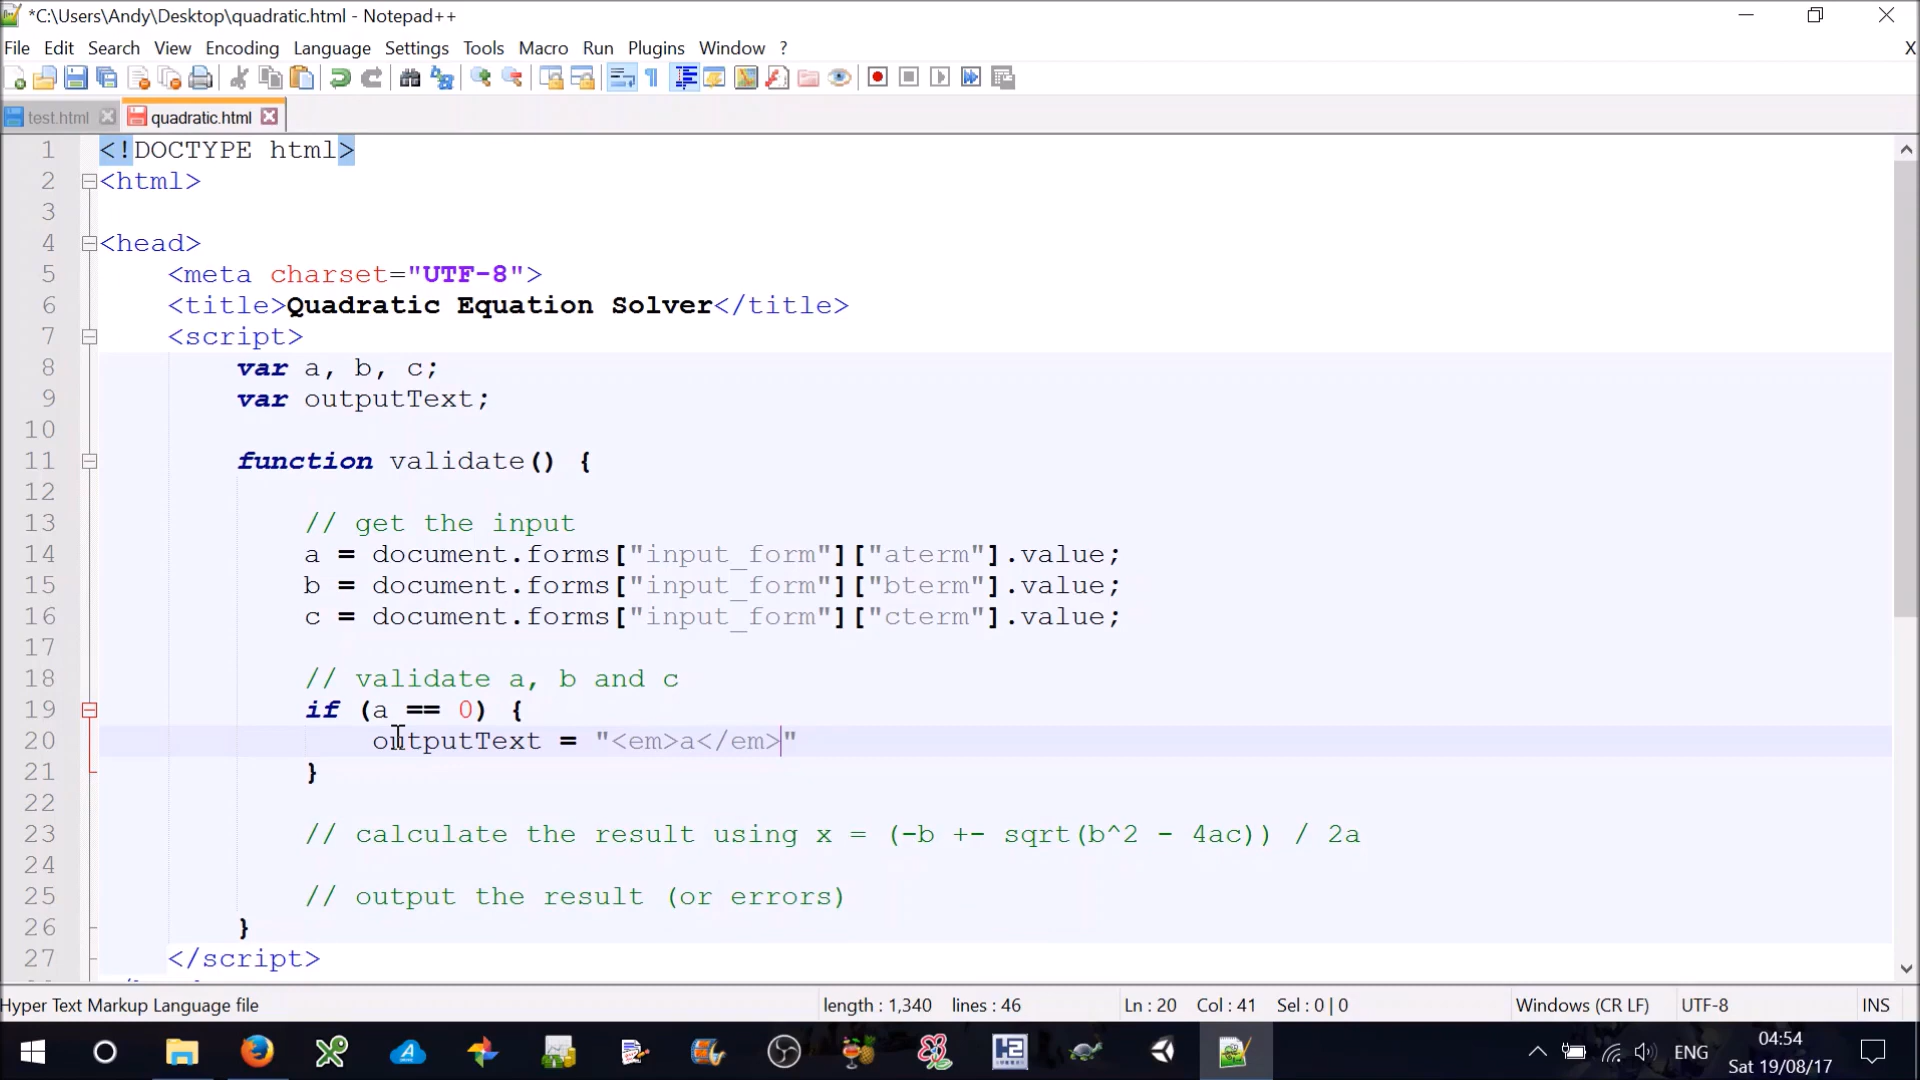 *C:\Users\Andy\Desktop\quadratic.html - Notepad++
File Edit Search View Encoding Language Settings Tools Macro Run Plugins Window ? X
test.html quadratic.html
1 <!DOCTYPE html>
2 <html>
3
4 <head>
5 <meta charset="UTF-8">
6 <title>Quadratic Equation Solver</title>
7 <script>
8 var a, b, c;
9 var outputText;
10
11 function validate() {
12
13 // get the input
14 a = document.forms["input_form"]["aterm"].value;
15 b = document.forms["input_form"]["bterm"].value;
16 c = document.forms["input_form"]["cterm"].value;
17
18 // validate a, b and c
19 if (a == 0) {
20 outputText = "<em>a</em>"
21 }
22
23 // calculate the result using x = (-b +- sqrt(b^2 - 4ac)) / 2a
24
25 // output the result (or errors)
26 }
27 </script>
Hyper Text Markup Language file length : 1,340 lines : 46 Ln : 20 Col : 41 Sel : 0 | 0 Windows (CR LF) UTF-8 INS
ENG 04:54
Sat 19/08/17